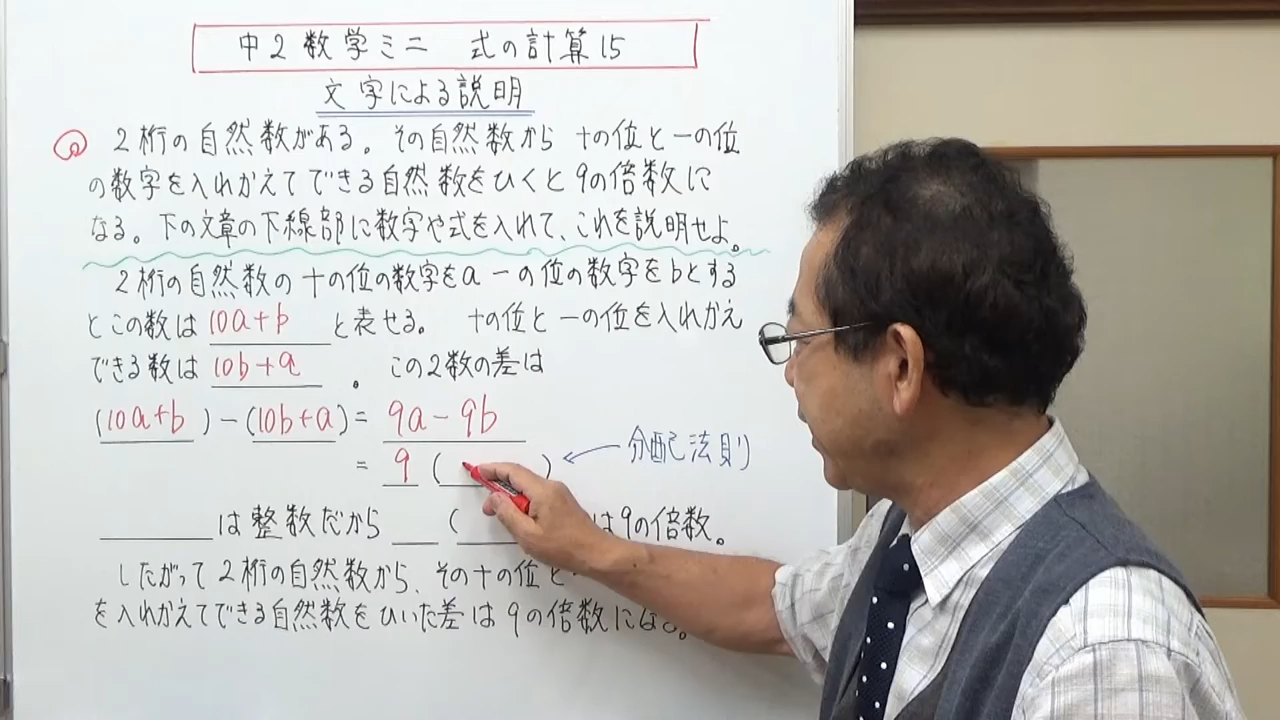 中2数学ミニ 式の計算15
文字による説明
Q 2桁の自然数がある。その自然数から十の位と一の位
の数字を入れかえてできる自然数をひくと9の倍数に
なる。下の文章の下線部に数字や式を入れて、これを説明せよ。
2桁の自然数の十の位の数字をa一の位の数字をbとする
とこの数は10a+bと表せる。 十の位と一の位を入れかえ
できる数は10b+a。この2数の差は
(10a+b)-(10b+a)=9a-9b
=9( ) ← 分配法則
は整数だから ( は9の倍数。
したがって2桁の自然数から、その十の位と
を入れかえてできる自然数をひいた差は9の倍数になる。